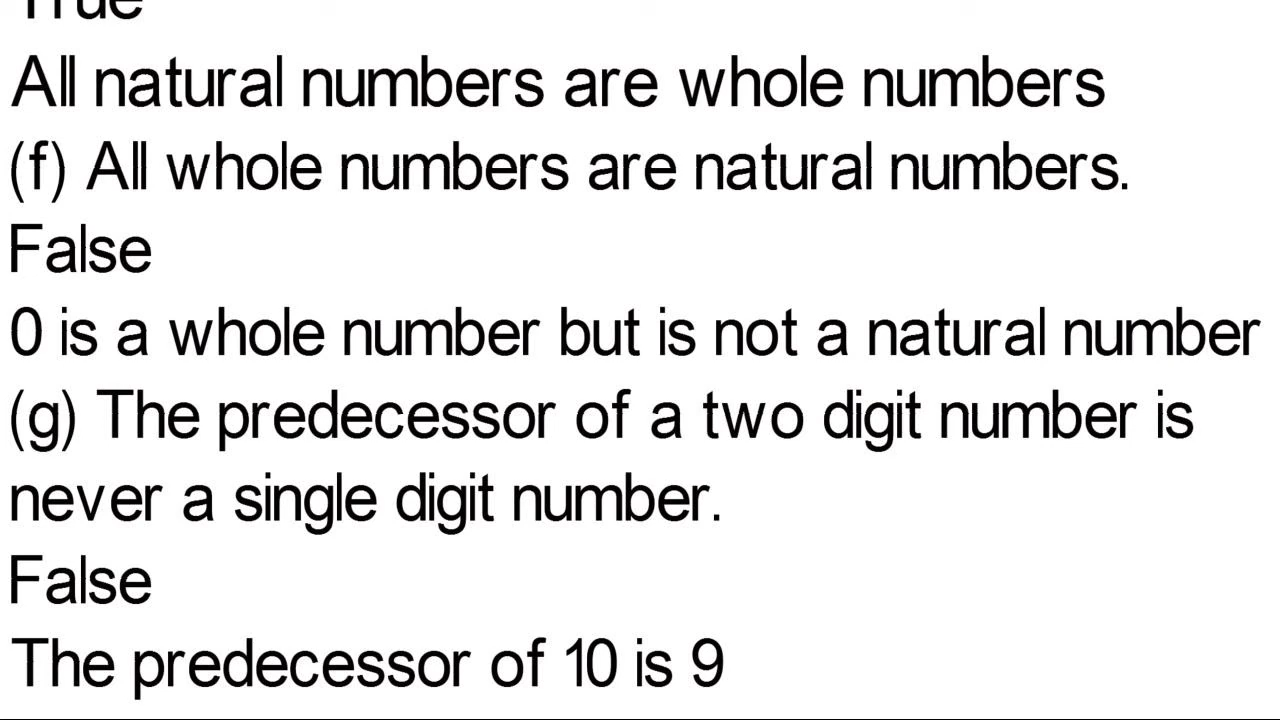 True
All natural numbers are whole numbers
(f) All whole numbers are natural numbers.
False
0 is a whole number but is not a natural number
(g) The predecessor of a two digit number is
never a single digit number.
False
The predecessor of 10 is 9